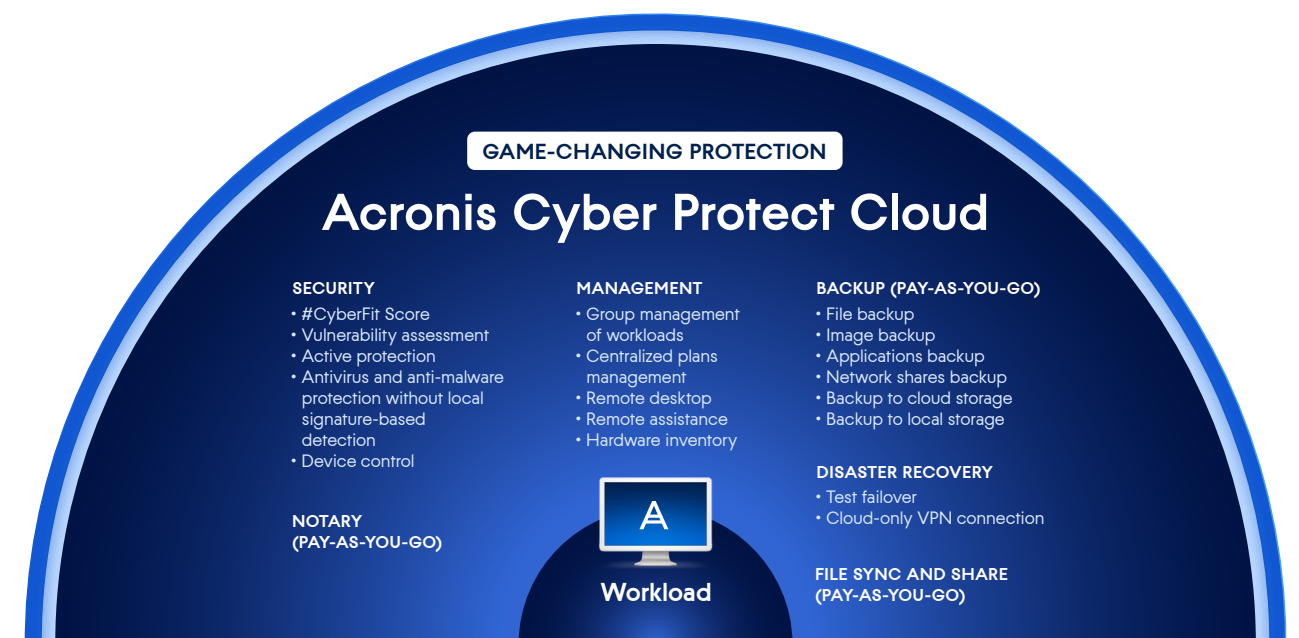 GAME-CHANGING PROTECTION
Acronis Cyber Protect Cloud
SECURITY
• #CyberFit Score
• Vulnerability assessment
• Active protection
• Antivirus and anti-malware
protection without local
signature-based
detection
• Device control
NOTARY
(PAY-AS-YOU-GO)
MANAGEMENT
• Group management
of workloads
• Centralized plans
management
• Remote desktop
• Remote assistance
• Hardware inventory
BACKUP (PAY-AS-YOU-GO)
• File backup
• Image backup
• Applications backup
• Network shares backup
• Backup to cloud storage
• Backup to local storage
DISASTER RECOVERY
• Test failover
• Cloud-only VPN connection
FILE SYNC AND SHARE
(PAY-AS-YOU-GO)
A
Workload